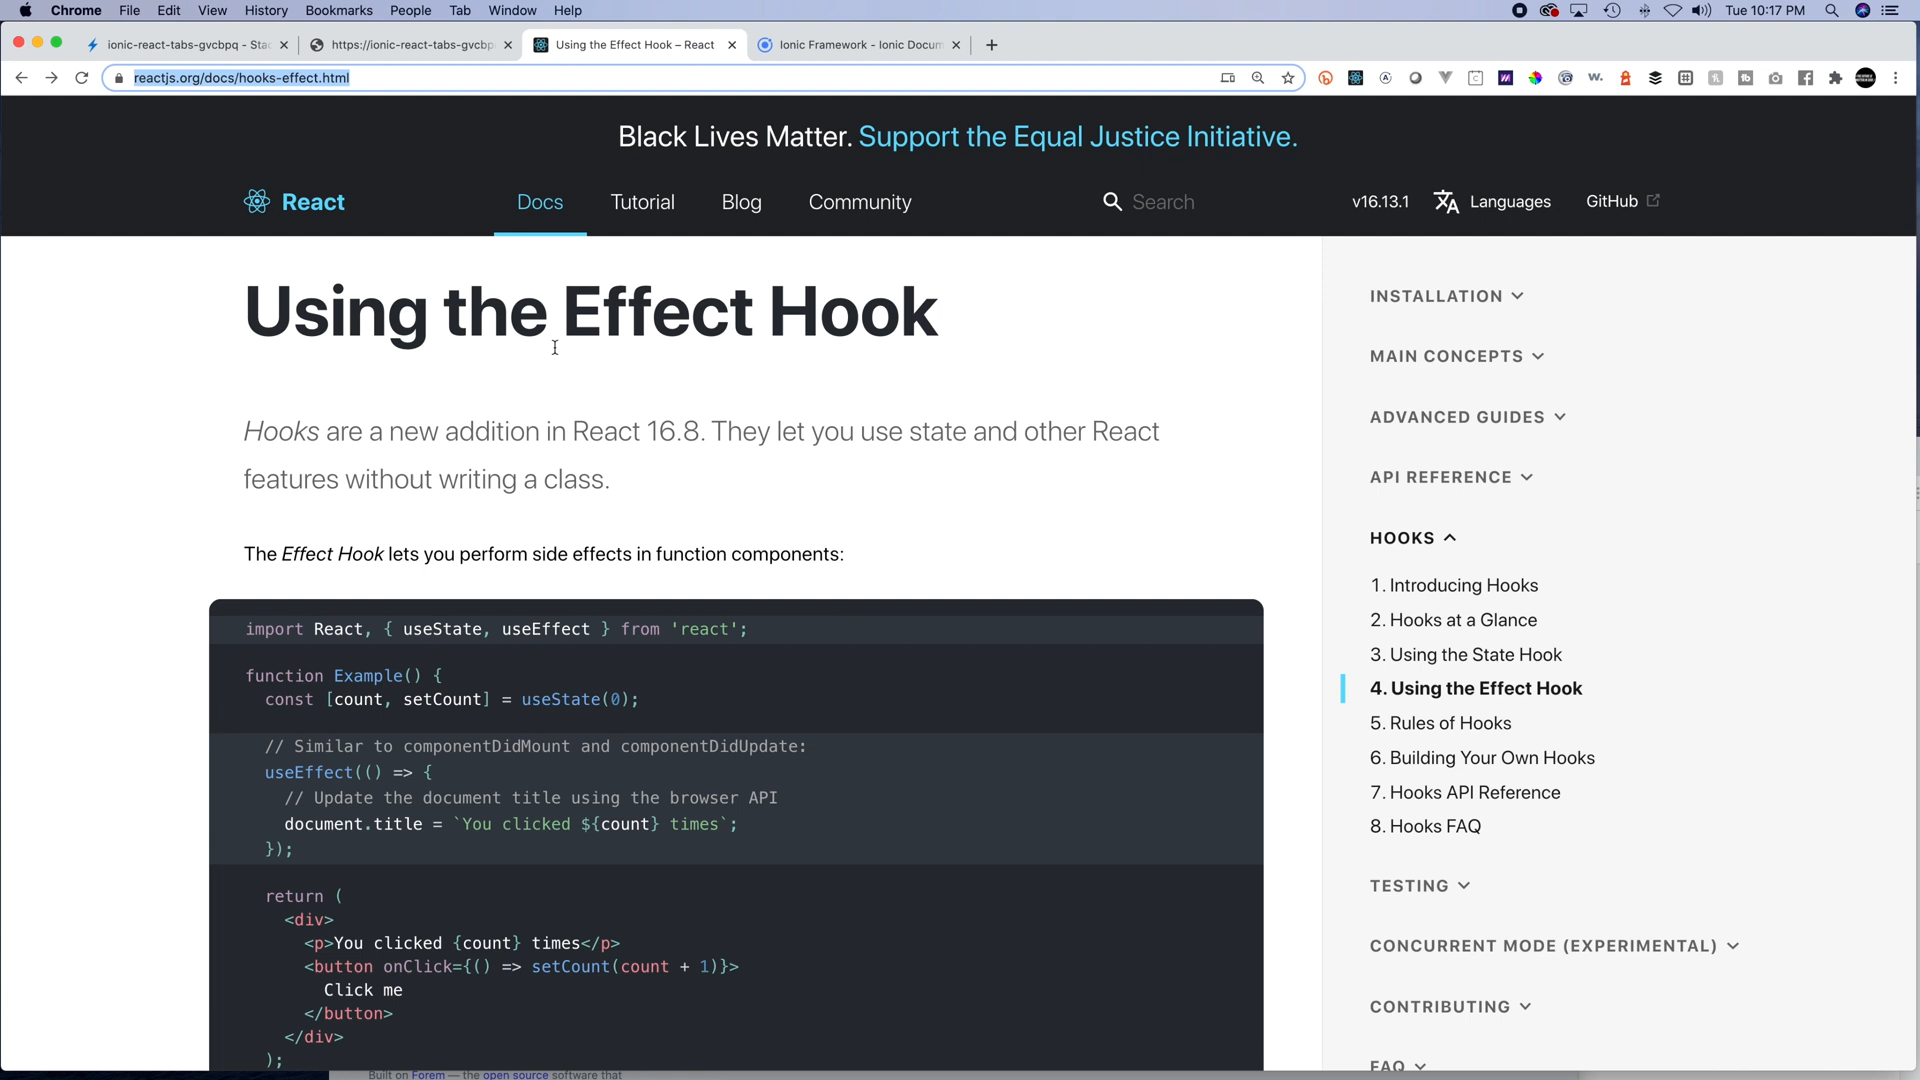 Chrome File Edit View History Bookmarks People Tab Window Help Tue 10:17 PM
ionic-react-tabs-gvcbpq - Stac https://ionic-react-tabs-gvcbp Using the Effect Hook – React Ionic Framework - Ionic Docum
reactjs.org/docs/hooks-effect.html
Black Lives Matter. Support the Equal Justice Initiative.
React Docs Tutorial Blog Community Search v16.13.1 Languages GitHub
Using the Effect Hook
Hooks are a new addition in React 16.8. They let you use state and other React
features without writing a class.
The Effect Hook lets you perform side effects in function components:
import React, { useState, useEffect } from 'react';
function Example() {
const [count, setCount] = useState(0);
// Similar to componentDidMount and componentDidUpdate:
useEffect(() => {
// Update the document title using the browser API
document.title = `You clicked ${count} times`;
});
return (
<div>
<p>You clicked {count} times</p>
<button onClick={() => setCount(count + 1)}>
Click me
</button>
</div>
);
INSTALLATION
MAIN CONCEPTS
ADVANCED GUIDES
API REFERENCE
HOOKS
1. Introducing Hooks
2. Hooks at a Glance
3. Using the State Hook
4. Using the Effect Hook
5. Rules of Hooks
6. Building Your Own Hooks
7. Hooks API Reference
8. Hooks FAQ
TESTING
CONCURRENT MODE (EXPERIMENTAL)
CONTRIBUTING
FAQ
Built on Forem — the open source software that